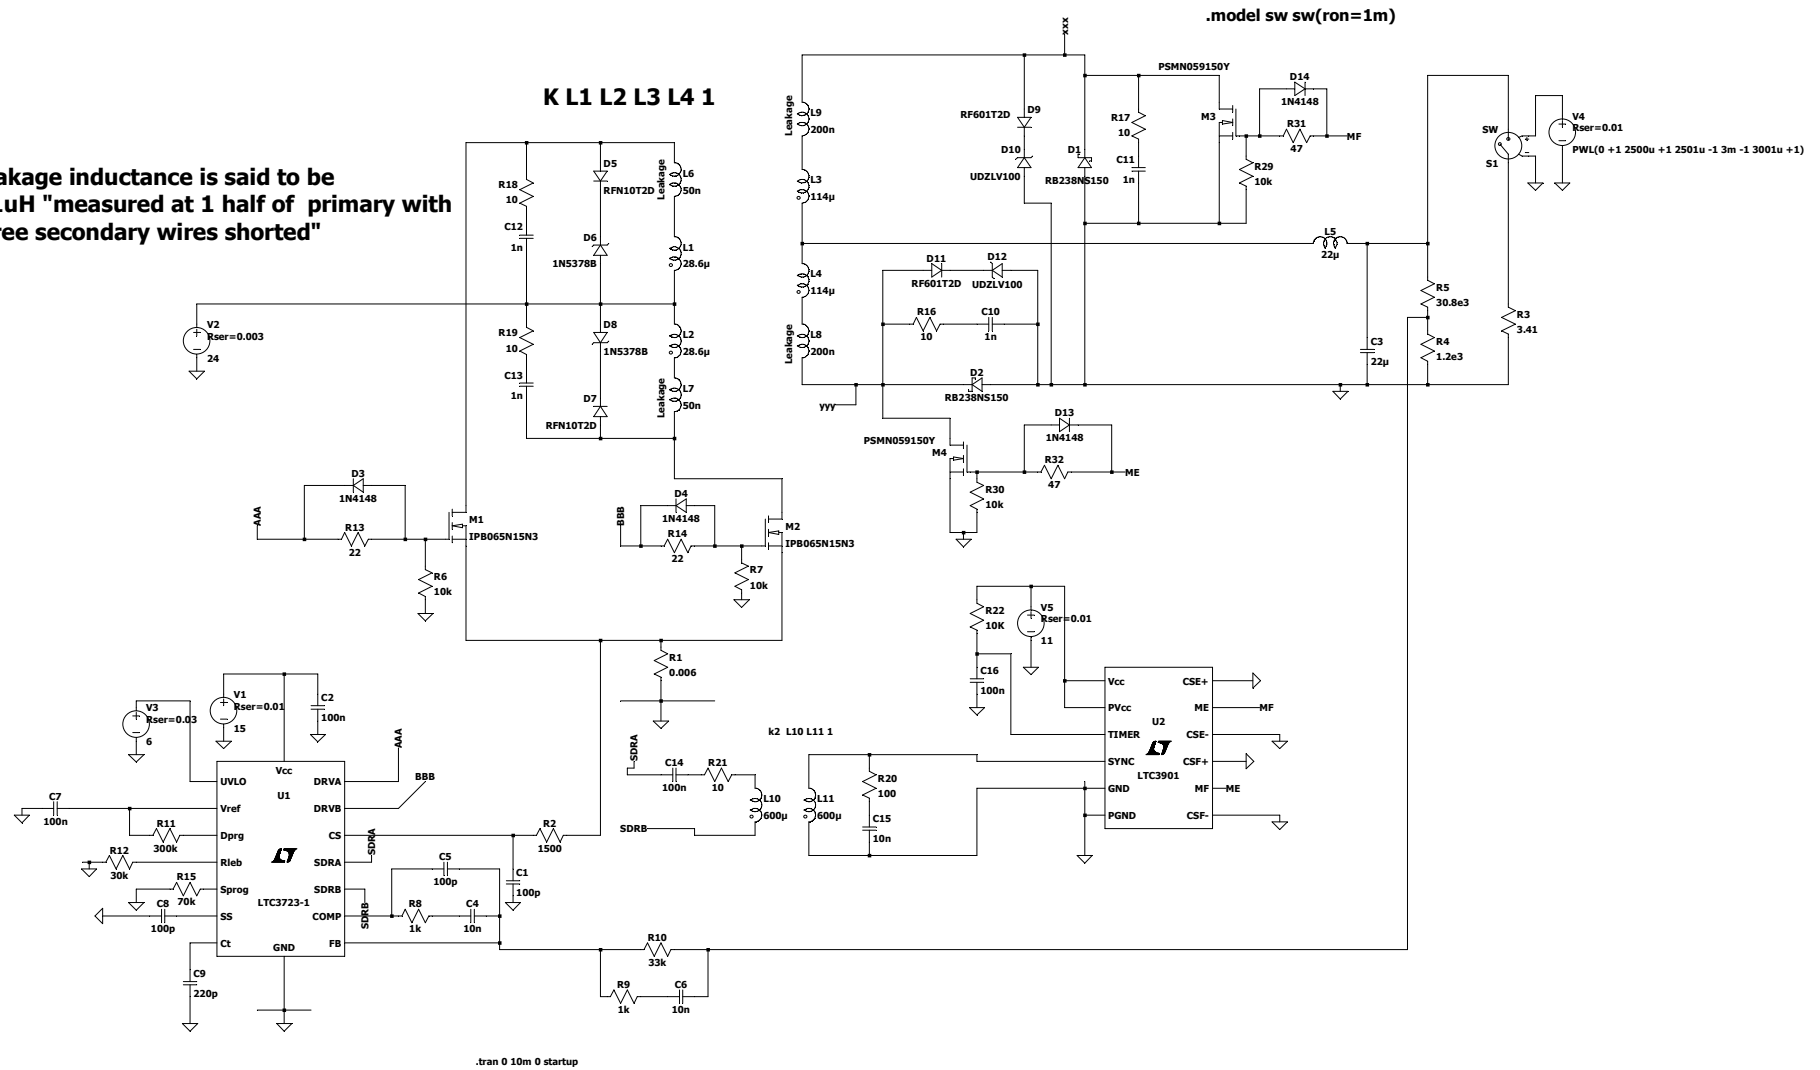 .model sw sw(ron=1m)
xxx
K L1 L2 L3 L4 1
akage inductance is said to be
.uH "measured at 1 half of primary with
ree secondary wires shorted"
R18
10
C12
1n
D5
RFN10T2D
D6
1N5378B
Leakage
L6
50n
L1
28.6µ
V2
Rser=0.003
24
R19
10
C13
1n
D8
1N5378B
D7
RFN10T2D
L2
28.6µ
Leakage
L7
50n
Leakage
L9
200n
L3
114µ
L4
114µ
Leakage
L8
200n
D9
RF601T2D
D10
UDZLV100
D1
RB238NS150
R17
10
C11
1n
PSMN059150Y
M3
D14
1N4148
R31
47
MF
R29
10k
SW
S1
V4
Rser=0.01
PWL(0 +1 2500u +1 2501u -1 3m -1 3001u +1)
L5
22µ
D11
RF601T2D
D12
UDZLV100
R16
10
C10
1n
D2
RB238NS150
yyy
C3
22µ
R5
30.8e3
R4
1.2e3
R3
3.41
PSMN059150Y
M4
D13
1N4148
R32
47
ME
R30
10k
AAA
D3
1N4148
R13
22
M1
IPB065N15N3
R6
10k
BBB
D4
1N4148
R14
22
M2
IPB065N15N3
R7
10k
R1
0.006
R22
10K
V5
Rser=0.01
11
C16
100n
Vcc
PVcc
TIMER
SYNC
GND
PGND
U2
LTC3901
CSE+
ME
CSE-
CSF+
MF
CSF-
MF
ME
k2 L10 L11 1
SDRA
C14
100n
R21
10
L10
600µ
SDRB
L11
600µ
R20
100
C15
10n
V3
Rser=0.03
6
V1
Rser=0.01
15
C2
100n
AAA
BBB
C7
100n
R11
300k
R12
30k
R15
70k
C8
100p
C9
220p
Vcc
U1
UVLO
Vref
Dprg
Rleb
Sprog
SS
Ct
GND
LTC3723-1
DRVA
DRVB
CS
SDRA
SDRB
COMP
FB
SDRA
SDRB
R2
1500
C1
100p
C5
100p
R8
1k
C4
10n
R10
33k
R9
1k
C6
10n
.tran 0 10m 0 startup